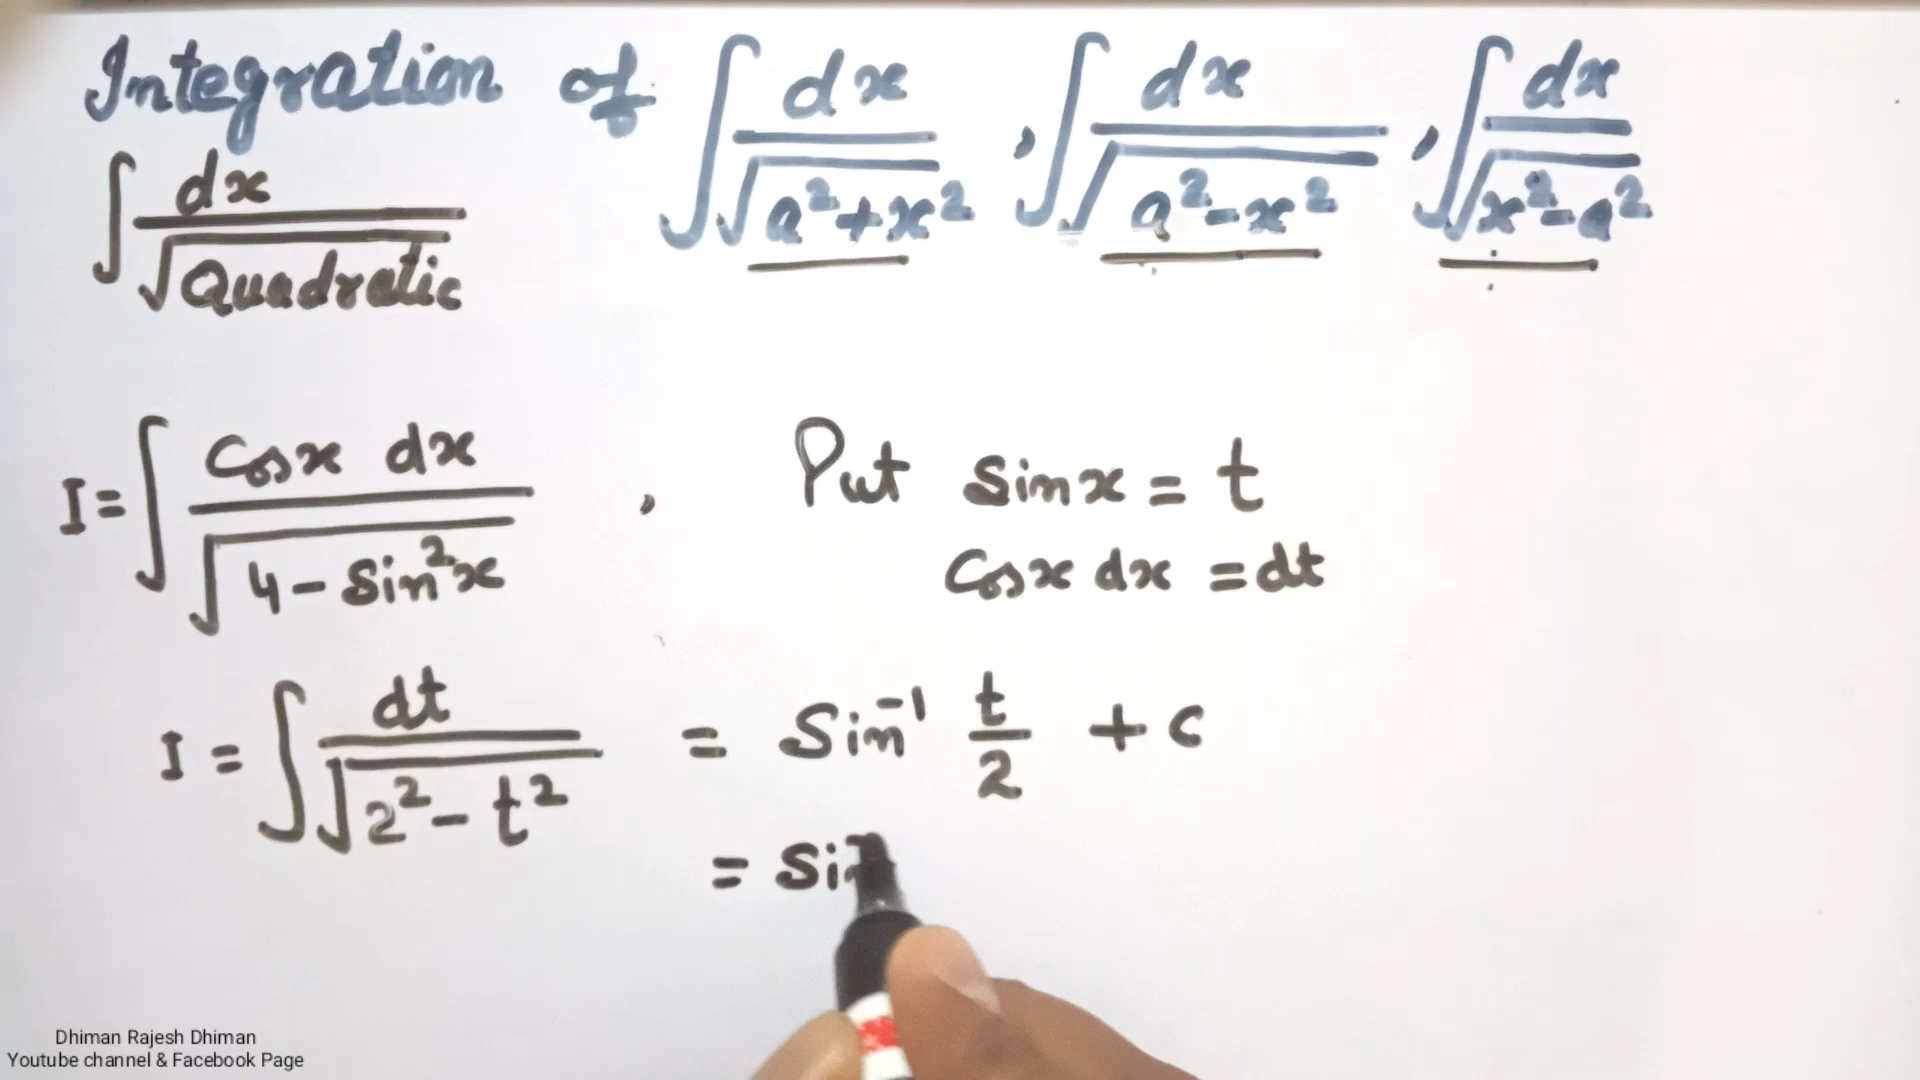 Integration of ∫ dx/√(a²+x²) , ∫ dx/√(a²-x²) , ∫ dx/√(x²-a²)
∫ dx/√Quadratic
I = ∫ Cosx dx/√(4 - Sin²x) , Put Sinx = t
Cosx dx = dt
I = ∫ dt/√(2² - t²) = Sin⁻¹ t/2 + c
= Si
Dhiman Rajesh Dhiman
Youtube channel & Facebook Page